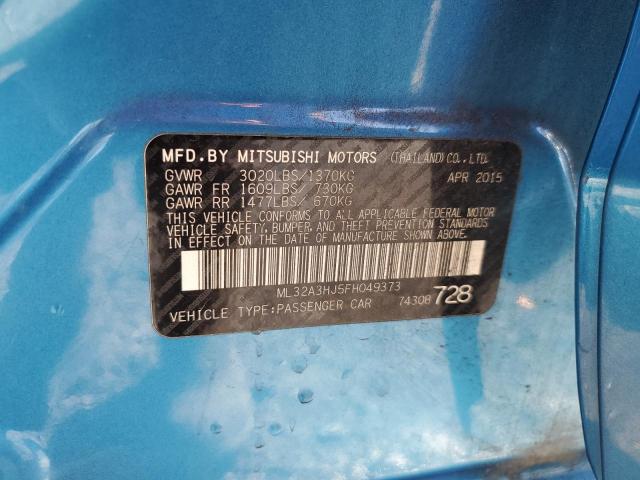 MFD.BY MITSUBISHI MOTORS (THAILAND) CO., LTD.
GVWR 3020LBS/1370KG APR 2015
GAWR FR 1609LBS/ 730KG
GAWR RR 1477LBS/ 670KG
THIS VEHICLE CONFORMS TO ALL APPLICABLE FEDERAL MOTOR
VEHICLE SAFETY, BUMPER, AND THEFT PREVENTION STANDARDS
IN EFFECT ON THE DATE OF MANUFACTURE SHOWN ABOVE.
ML32A3HJ5FH049373
VEHICLE TYPE:PASSENGER CAR 74308 728